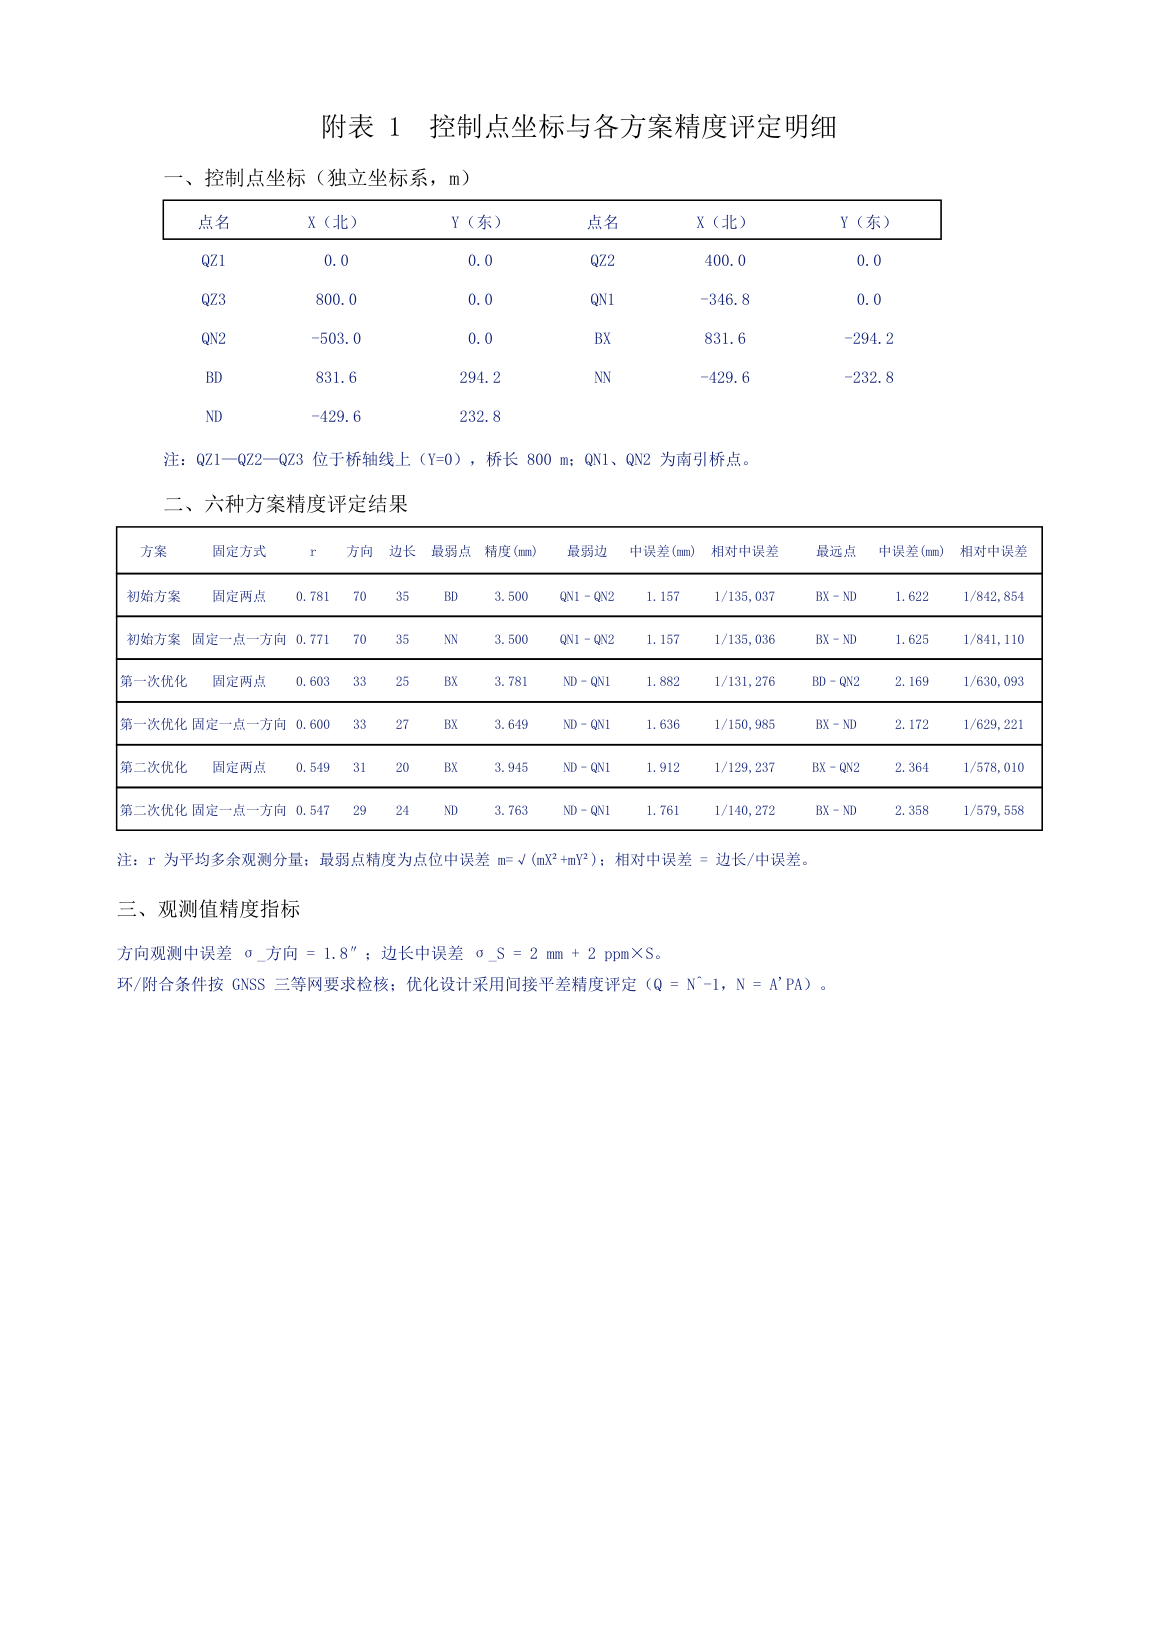 附表 1　控制点坐标与各方案精度评定明细
一、控制点坐标（独立坐标系，m）
点名 X（北） Y（东） 点名 X（北） Y（东）
QZ1 0.0 0.0 QZ2 400.0 0.0
QZ3 800.0 0.0 QN1 -346.8 0.0
QN2 -503.0 0.0 BX 831.6 -294.2
BD 831.6 294.2 NN -429.6 -232.8
ND -429.6 232.8
注：QZ1—QZ2—QZ3 位于桥轴线上（Y=0），桥长 800 m；QN1、QN2 为南引桥点。
二、六种方案精度评定结果
方案 固定方式 r 方向 边长 最弱点 精度(mm) 最弱边 中误差(mm) 相对中误差 最远点 中误差(mm) 相对中误差
初始方案 固定两点 0.781 70 35 BD 3.500 QN1–QN2 1.157 1/135,037 BX–ND 1.622 1/842,854
初始方案 固定一点一方向 0.771 70 35 NN 3.500 QN1–QN2 1.157 1/135,036 BX–ND 1.625 1/841,110
第一次优化 固定两点 0.603 33 25 BX 3.781 ND–QN1 1.882 1/131,276 BD–QN2 2.169 1/630,093
第一次优化 固定一点一方向 0.600 33 27 BX 3.649 ND–QN1 1.636 1/150,985 BX–ND 2.172 1/629,221
第二次优化 固定两点 0.549 31 20 BX 3.945 ND–QN1 1.912 1/129,237 BX–QN2 2.364 1/578,010
第二次优化 固定一点一方向 0.547 29 24 ND 3.763 ND–QN1 1.761 1/140,272 BX–ND 2.358 1/579,558
注：r 为平均多余观测分量；最弱点精度为点位中误差 m=√(mX²+mY²)；相对中误差 = 边长/中误差。
三、观测值精度指标
方向观测中误差 σ_方向 = 1.8″；边长中误差 σ_S = 2 mm + 2 ppm×S。
环/附合条件按 GNSS 三等网要求检核；优化设计采用间接平差精度评定（Q = N^-1，N = A'PA）。